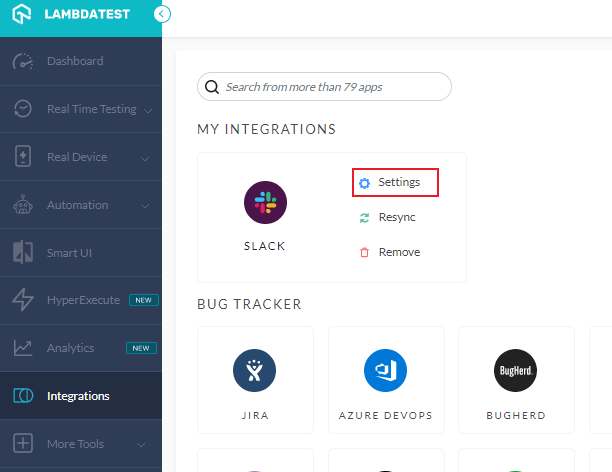 LAMBDATEST
Dashboard
Real Time Testing
Real Device
Automation
Smart UI
HyperExecute NEW
Analytics NEW
Integrations
More Tools
Search from more than 79 apps
MY INTEGRATIONS
SLACK
Settings
Resync
Remove
BUG TRACKER
JIRA
AZURE DEVOPS
BugHerd.
BUGHERD